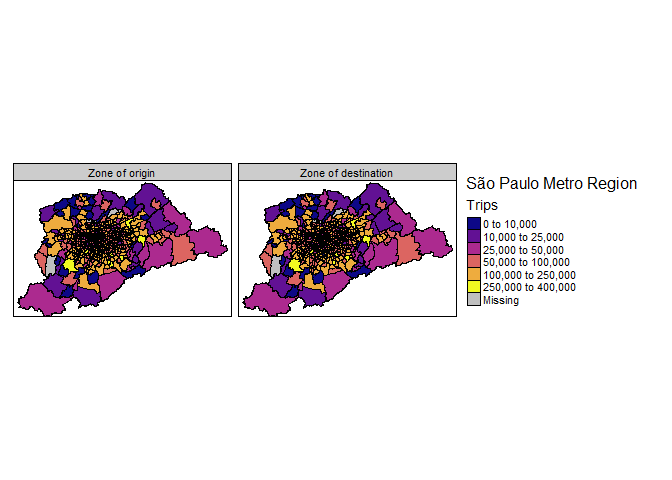 Zone of origin
Zone of destination
São Paulo Metro Region
Trips
0 to 10,000
10,000 to 25,000
25,000 to 50,000
50,000 to 100,000
100,000 to 250,000
250,000 to 400,000
Missing